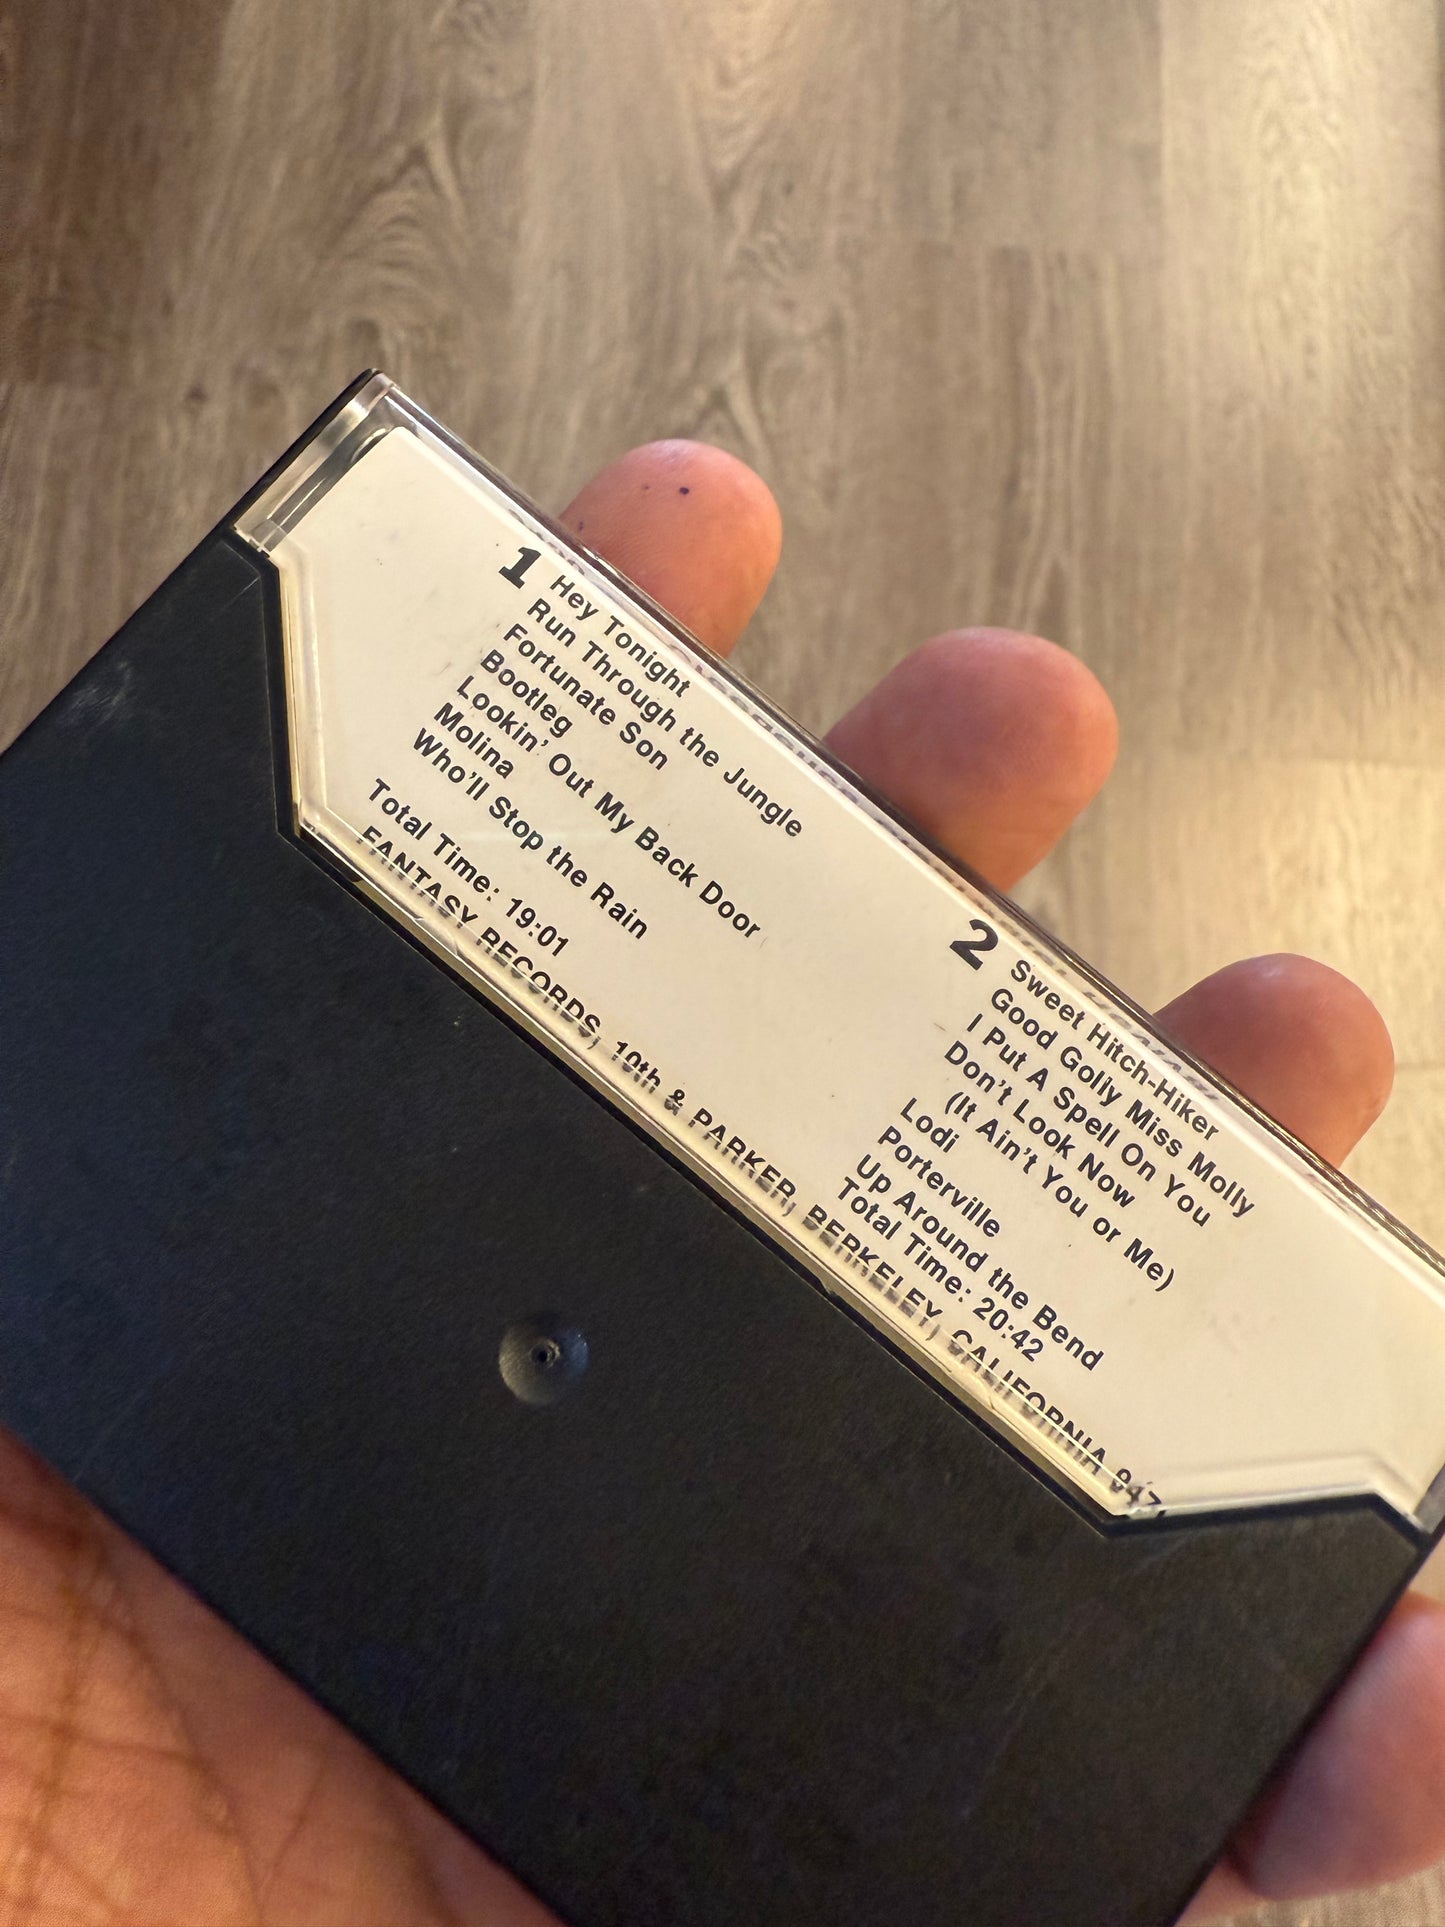 1 Hey Tonight
Run Through the Jungle
Fortunate Son
Bootleg
Lookin' Out My Back Door
Molina
Who'll Stop the Rain
Total Time: 19:01
2 Sweet Hitch-Hiker
Good Golly Miss Molly
I Put A Spell On You
Don't Look Now
(It Ain't You or Me)
Lodi
Porterville
Up Around the Bend
Total Time: 20:42
FANTASY RECORDS, 10th & PARKER, BERKELEY, CALIFORNIA